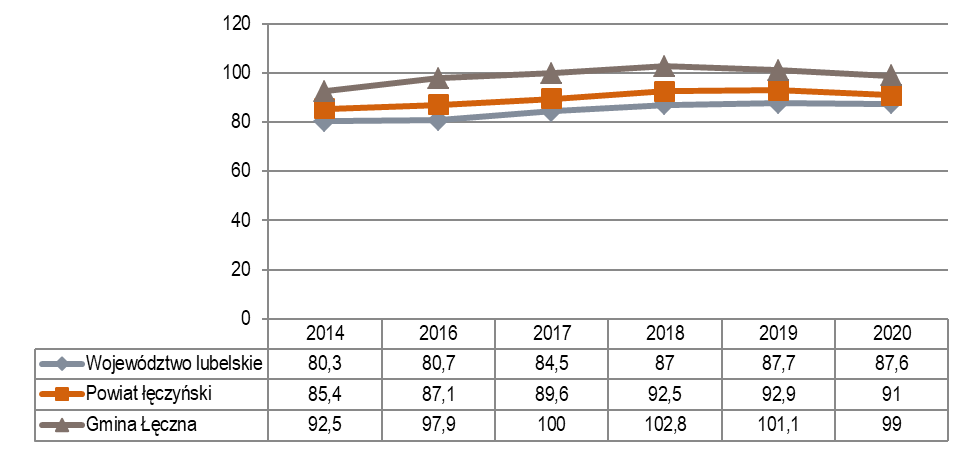 120
100
80
60
40
20
0
2014 2016 2017 2018 2019 2020
Województwo lubelskie 80,3 80,7 84,5 87 87,7 87,6
Powiat łęczyński 85,4 87,1 89,6 92,5 92,9 91
Gmina Łęczna 92,5 97,9 100 102,8 101,1 99